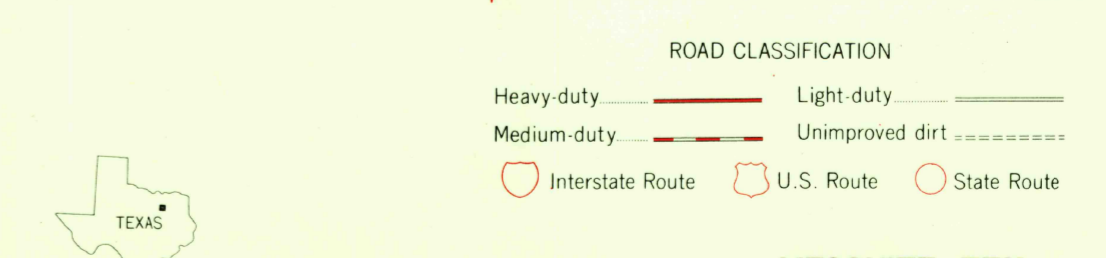 ROAD CLASSIFICATION
Heavy-duty Light-duty
Medium-duty Unimproved dirt
Interstate Route U.S. Route State Route
TEXAS